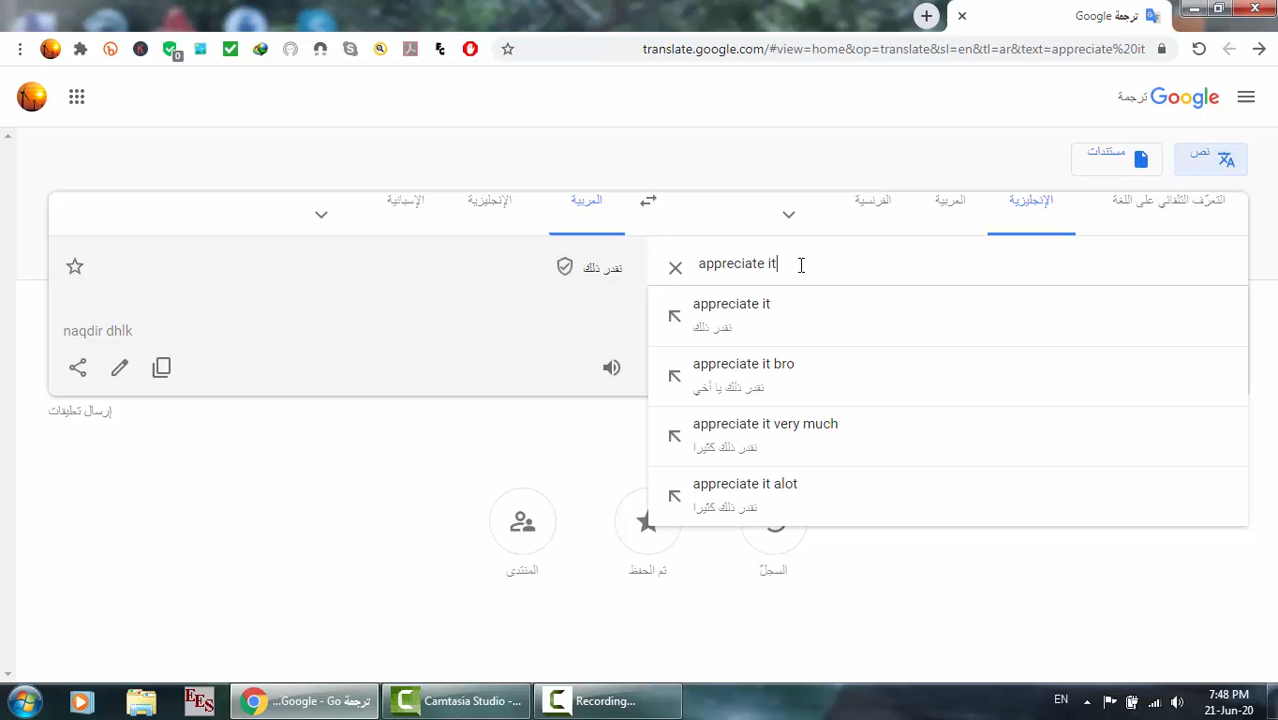 ترجمة Google
translate.google.com/#view=home&op=translate&sl=en&tl=ar&text=appreciate%20it
0
Google ترجمة
نص
مستندات
التعرّف التلقائي على اللغة
الإنجليزية
العربية
الفرنسية
العربية
الإنجليزية
الإسبانية
appreciate it
نقدر ذلك
naqdir dhlk
appreciate it
نقدر ذلك
appreciate it bro
نقدر ذلك يا أخي
appreciate it very much
نقدر ذلك كثيرا
appreciate it alot
نقدر ذلك كثيرا
إرسال تعليقات
السجلّ
تم الحفظ
المنتدى
EES
ترجمة Google - Go...
Camtasia Studio -...
Recording...
EN
7:48 PM
21-Jun-20